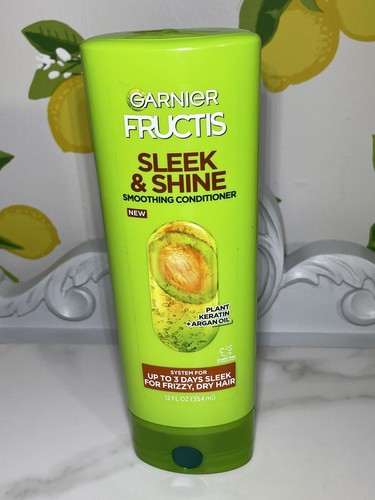 GARNIER
FRUCTIS
SLEEK
& SHINE
SMOOTHING CONDITIONER
NEW
PLANT
KERATIN
+ ARGAN OIL
SYSTEM FOR
UP TO 3 DAYS SLEEK
FOR FRIZZY, DRY HAIR
12 FL OZ (354 mL)